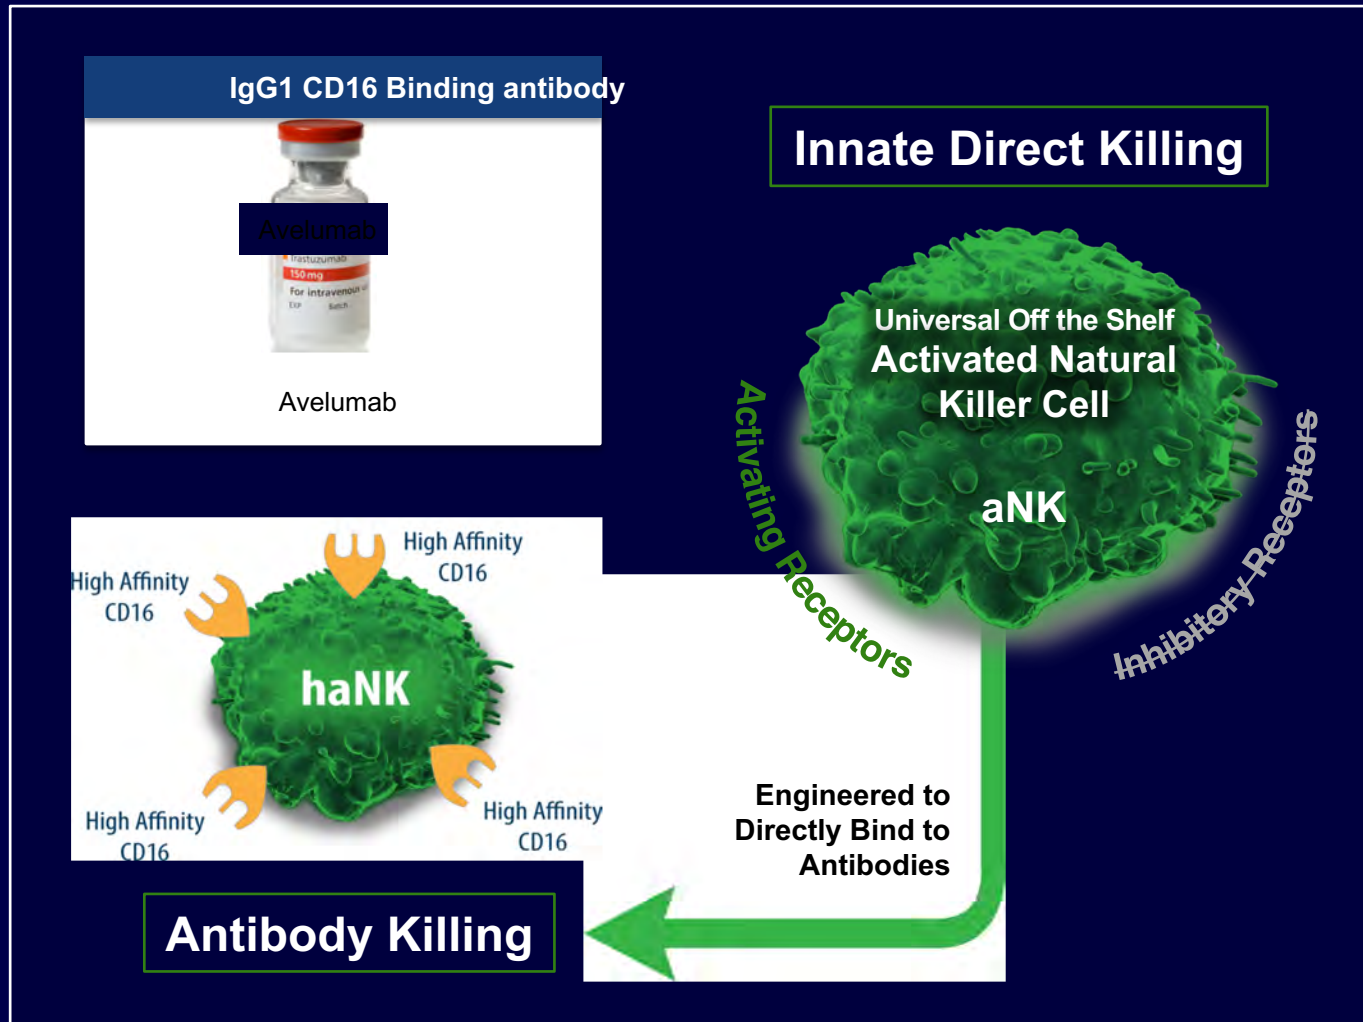 IgG1 CD16 Binding antibody
Avelumab
Trastuzumab
150 mg
For intravenous
EXP Batch
Avelumab
Innate Direct Killing
Universal Off the Shelf
Activated Natural
Killer Cell
aNK
Activating Receptors
Inhibitory Receptors
High Affinity
CD16
High Affinity
CD16
haNK
High Affinity
CD16
High Affinity
CD16
Engineered to
Directly Bind to
Antibodies
Antibody Killing